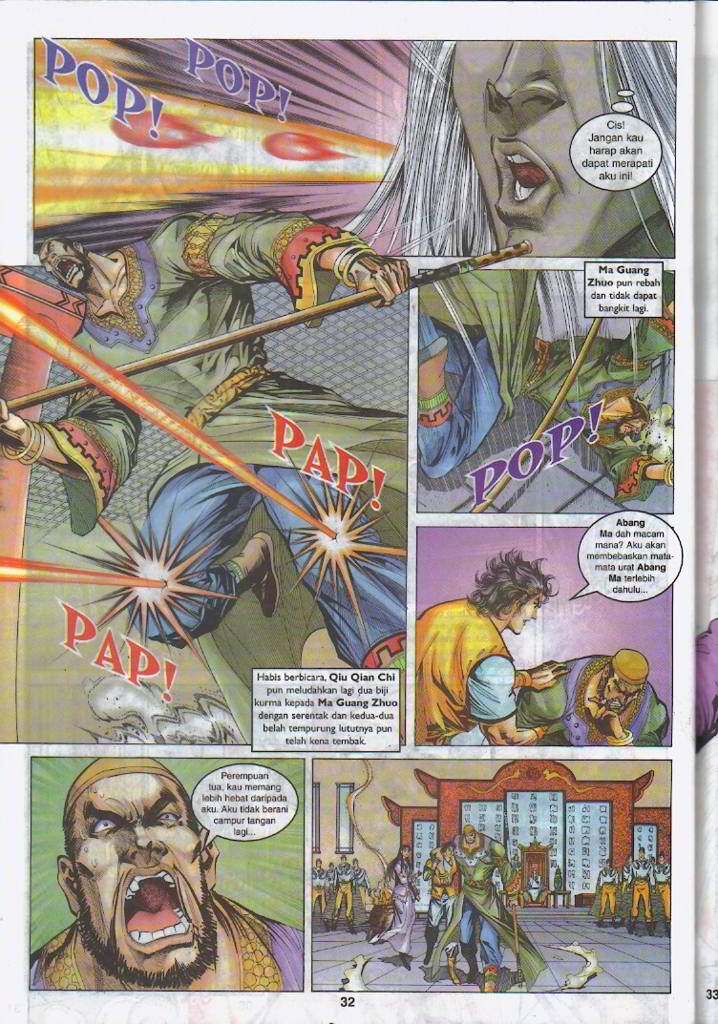 POP!
POP!
Cis!
Jangan kau
harap akan
dapat merapati
aku ini!
Ma Guang
Zhuo pun rebah
dan tidak dapat
bangkit lagi.
PAP!
PAP!
POP!
Abang
Ma dah macam
mana? Aku akan
membebaskan mata-
mata urat Abang
Ma terlebih
dahulu...
Habis berbicara, Qiu Qian Chi
pun meludahkan lagi dua biji
kurma kepada Ma Guang Zhuo
dengan serentak dan kedua-dua
belah tempurung lututnya pun
telah kena tembak.
Perempuan
tua, kau memang
lebih hebat daripada
aku. Aku tidak berani
campur tangan
lagi...
32
33